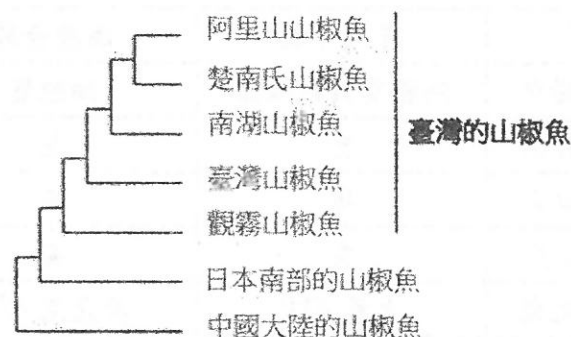 阿里山山椒魚
楚南氏山椒魚
南湖山椒魚
臺灣的山椒魚
臺灣山椒魚
觀霧山椒魚
日本南部的山椒魚
中國大陸的山椒魚